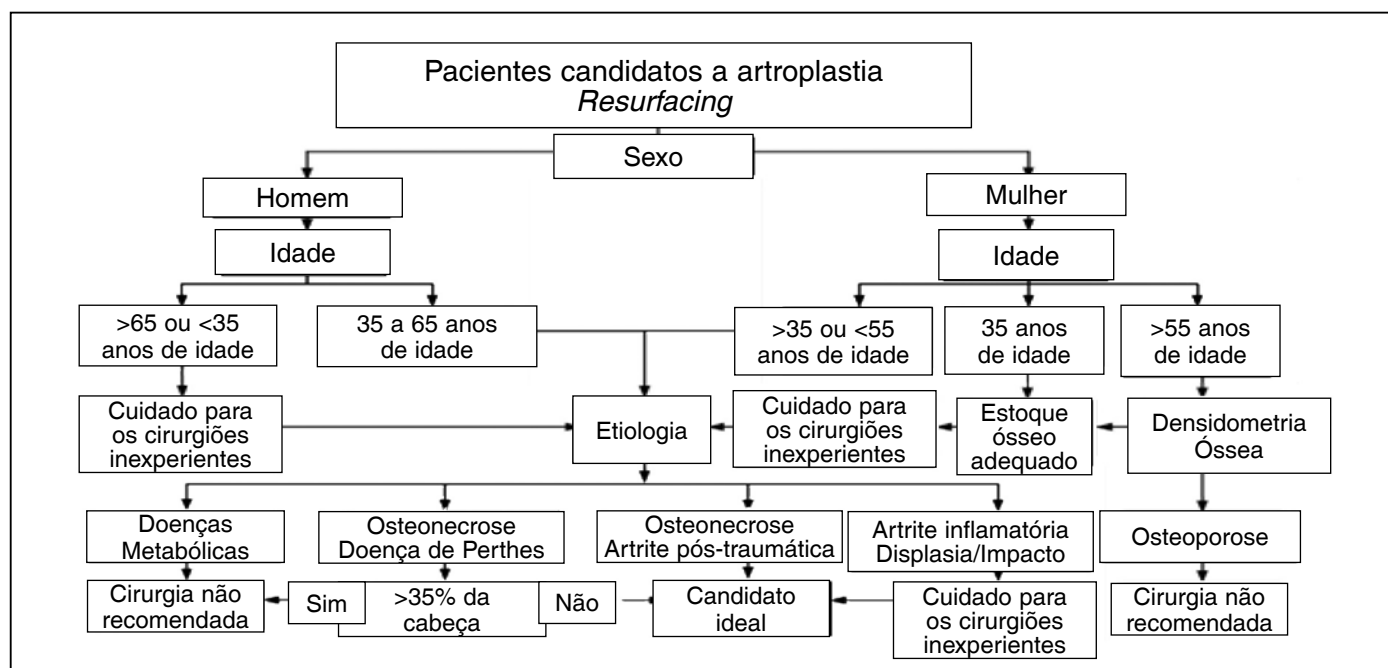 Pacientes candidatos a artroplastia
Resurfacing
Sexo
Homem
Mulher
Idade
Idade
>65 ou <35
anos de idade
35 a 65 anos
de idade
>35 ou <55
anos de idade
35 anos
de idade
>55 anos
de idade
Cuidado para
os cirurgiões
inexperientes
Etiologia
Cuidado para
os cirurgiões
inexperientes
Estoque
ósseo
adequado
Densidometria
Óssea
Doenças
Metabólicas
Osteonecrose
Doença de Perthes
Osteonecrose
Artrite pós-traumática
Artrite inflamatória
Displasia/Impacto
Osteoporose
Cirurgia não
recomendada
Sim
>35% da
cabeça
Não
Candidato
ideal
Cuidado para
os cirurgiões
inexperientes
Cirurgia não
recomendada